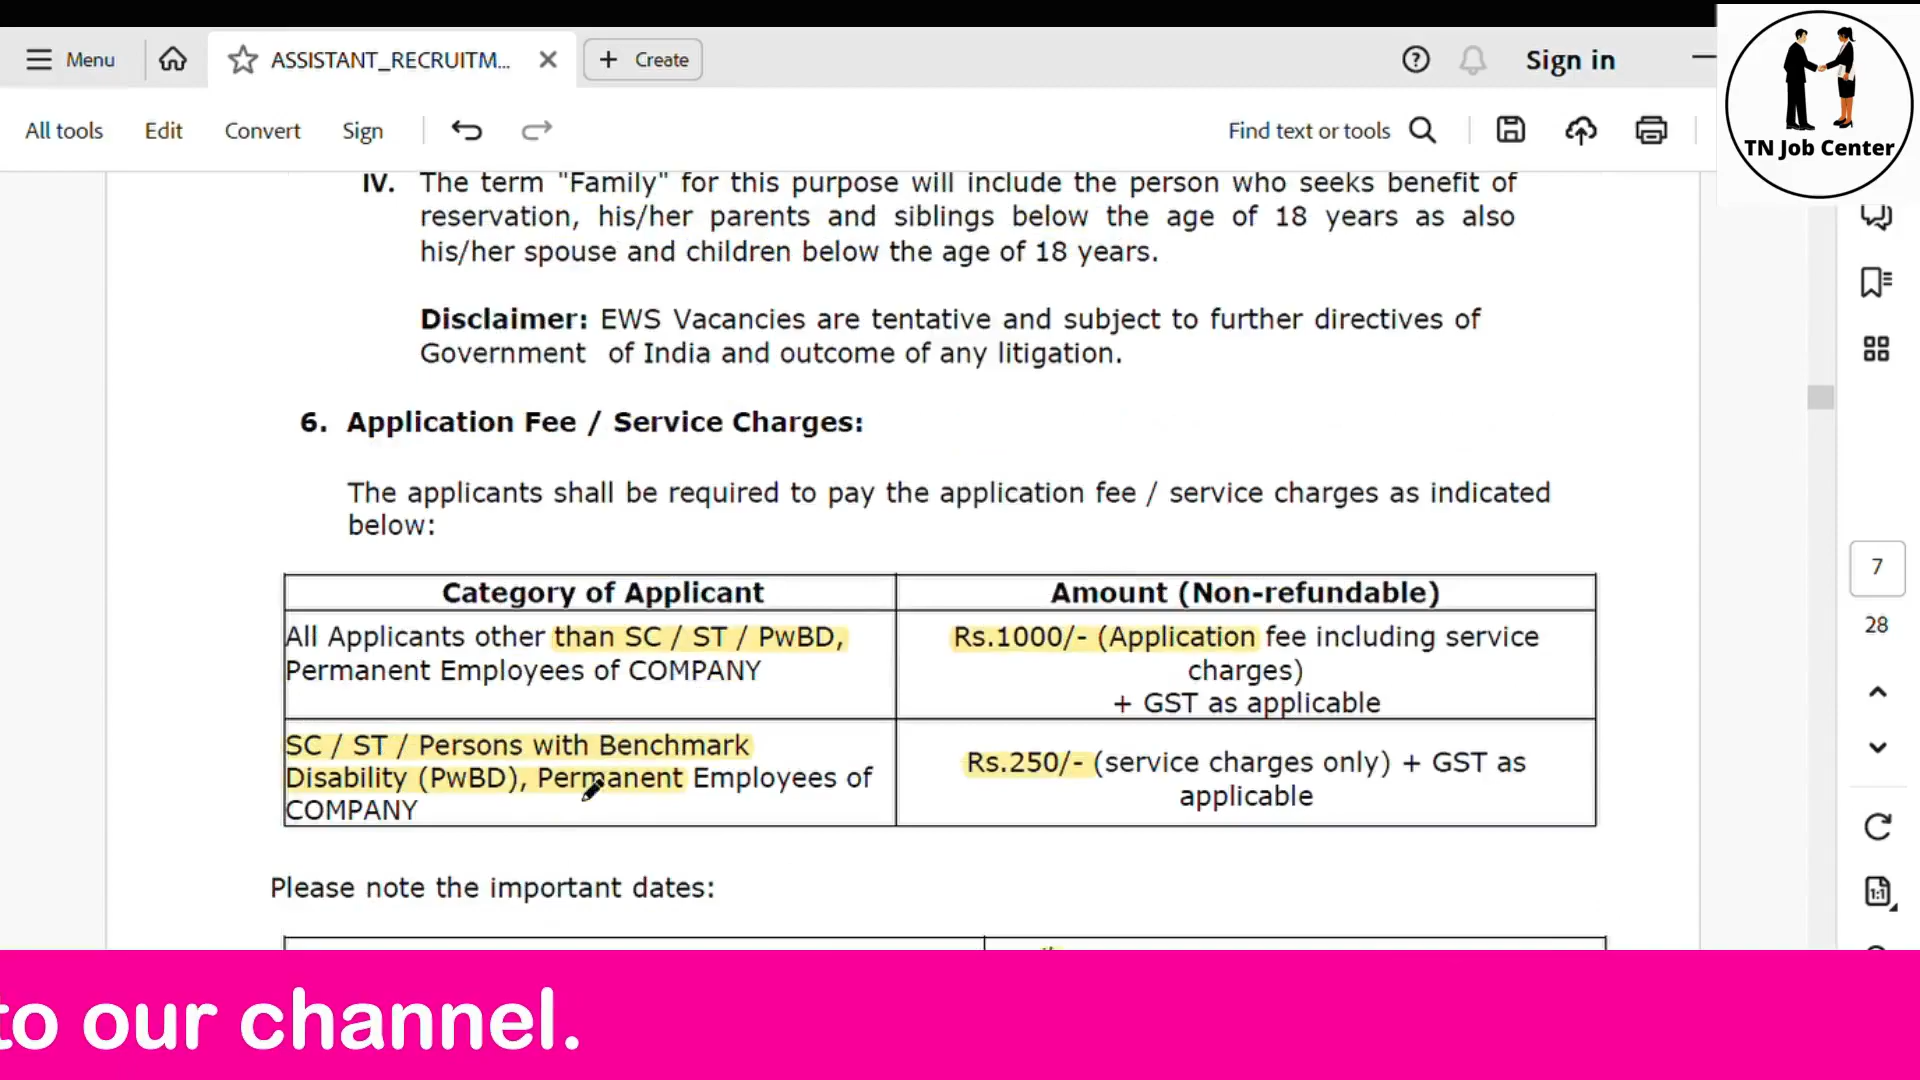 Menu
ASSISTANT_RECRUITM...
Create
Sign in
TN Job Center
All tools
Edit
Convert
Sign
Find text or tools
IV. The term "Family" for this purpose will include the person who seeks benefit of
reservation, his/her parents and siblings below the age of 18 years as also
his/her spouse and children below the age of 18 years.
Disclaimer: EWS Vacancies are tentative and subject to further directives of
Government of India and outcome of any litigation.
6. Application Fee / Service Charges:
The applicants shall be required to pay the application fee / service charges as indicated
below:
Category of Applicant
Amount (Non-refundable)
All Applicants other than SC / ST / PwBD,
Permanent Employees of COMPANY
Rs.1000/- (Application fee including service
charges)
+ GST as applicable
SC / ST / Persons with Benchmark
Disability (PwBD), Permanent Employees of
COMPANY
Rs.250/- (service charges only) + GST as
applicable
Please note the important dates:
7
28
1:1
to our channel.